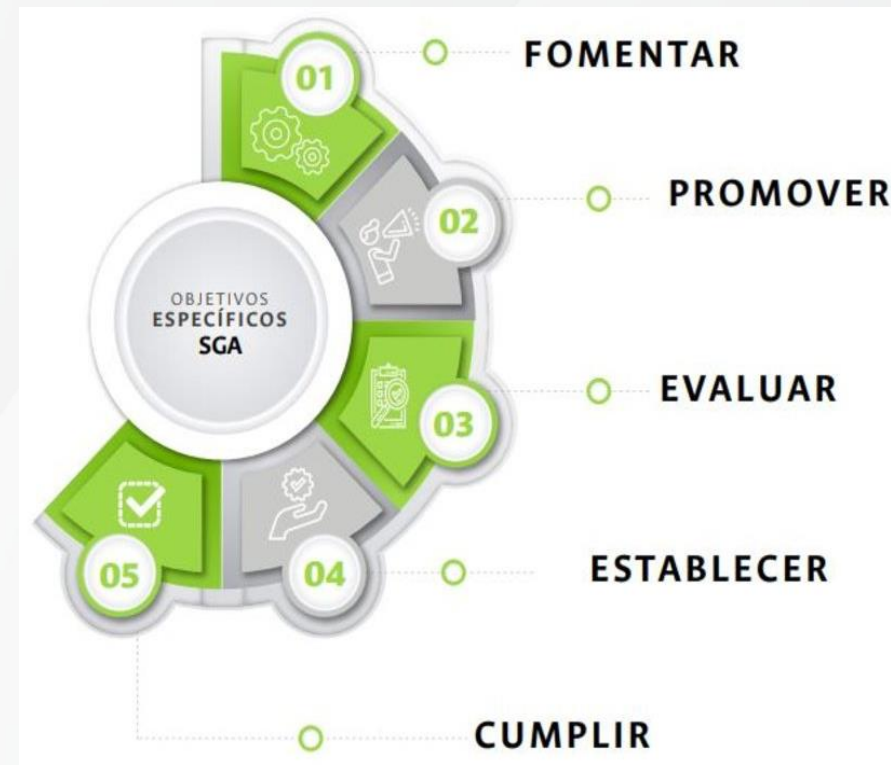 01
FOMENTAR
02
PROMOVER
OBJETIVOS
ESPECÍFICOS
SGA
03
EVALUAR
04
ESTABLECER
05
CUMPLIR